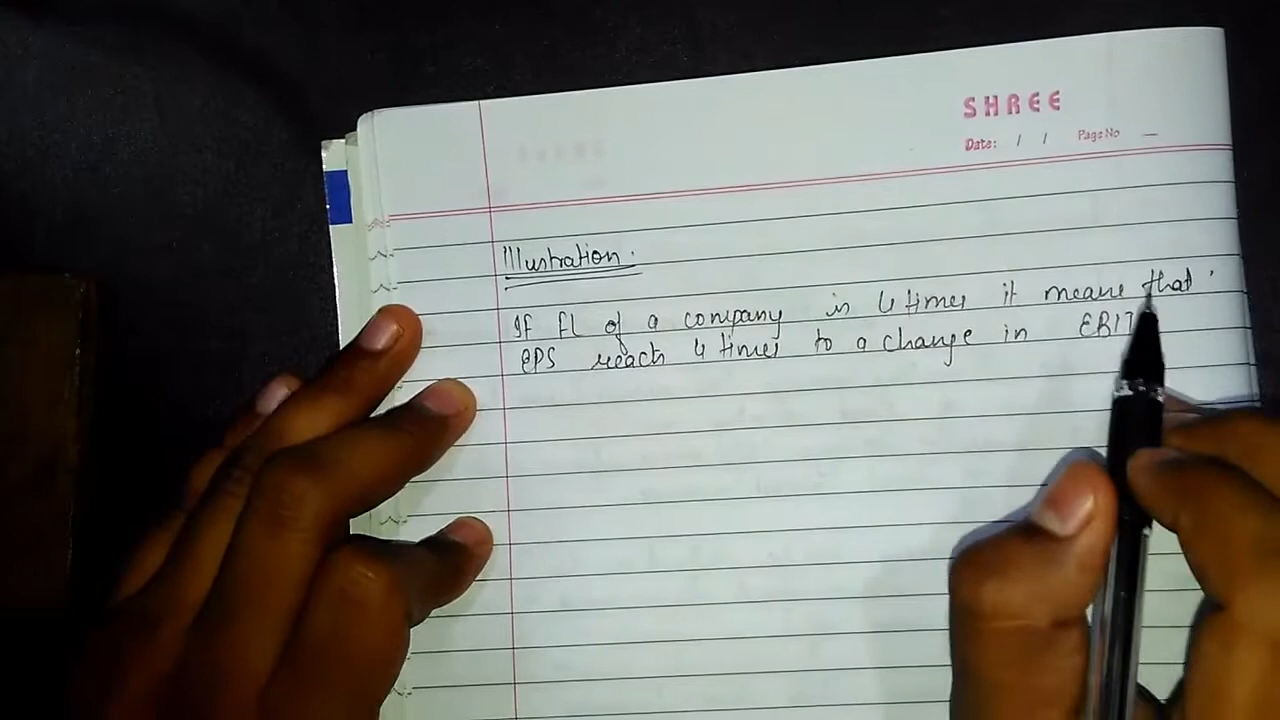 SHREE
Date: / / Page No —
Illustration.
If FL of a company is 4 times it means that
EPS reach 4 times to a change in EBIT